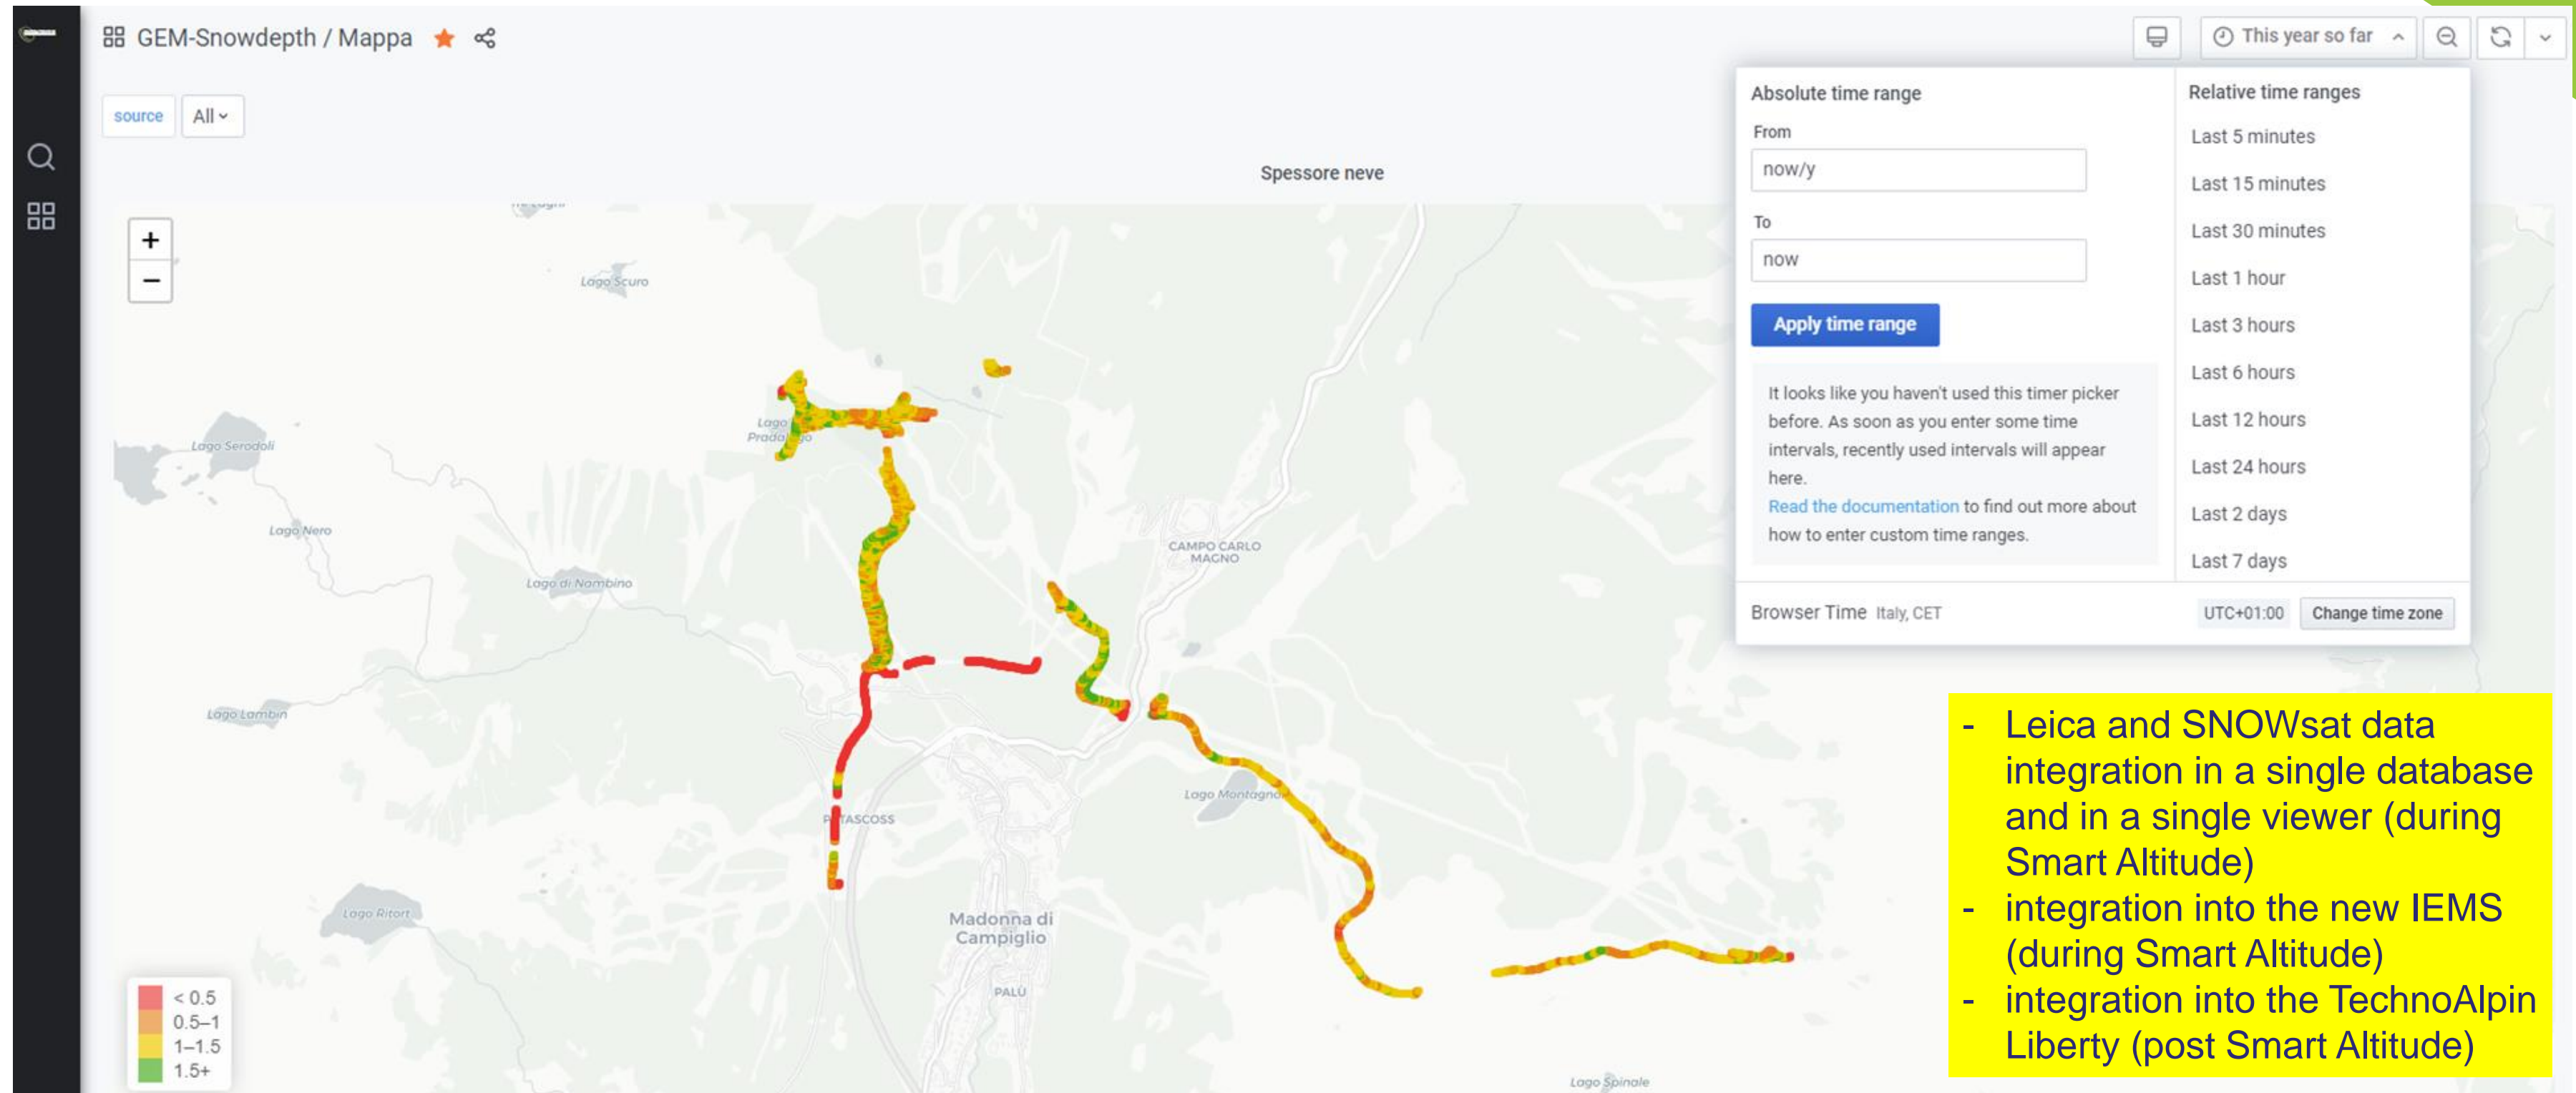 GEM-Snowdepth / Mappa
This year so far
source All
Spessore neve
Absolute time range
From
now/y
To
now
Apply time range
It looks like you haven't used this timer picker
before. As soon as you enter some time
intervals, recently used intervals will appear
here.
Read the documentation to find out more about
how to enter custom time ranges.
Relative time ranges
Last 5 minutes
Last 15 minutes
Last 30 minutes
Last 1 hour
Last 3 hours
Last 6 hours
Last 12 hours
Last 24 hours
Last 2 days
Last 7 days
Browser Time Italy, CET
UTC+01:00 Change time zone
+
−
Lago Scuro
Lago
Lago Serodoli
Lago Nero
CAMPO CARLO
MAGNO
Lago di Nambino
Lago Lambin
Lago
Lago Ritort
Madonna di
Campiglio
PALÙ
Lago Spinale
< 0.5
0.5–1
1–1.5
1.5+
- Leica and SNOWsat data
integration in a single database
and in a single viewer (during
Smart Altitude)
- integration into the new IEMS
(during Smart Altitude)
- integration into the TechnoAlpin
Liberty (post Smart Altitude)